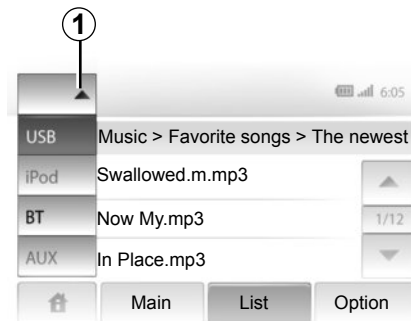 1
6:05
USB
Music > Favorite songs > The newest
iPod
Swallowed.m.mp3
BT
Now My.mp3
1/12
AUX
In Place.mp3
Main
List
Option